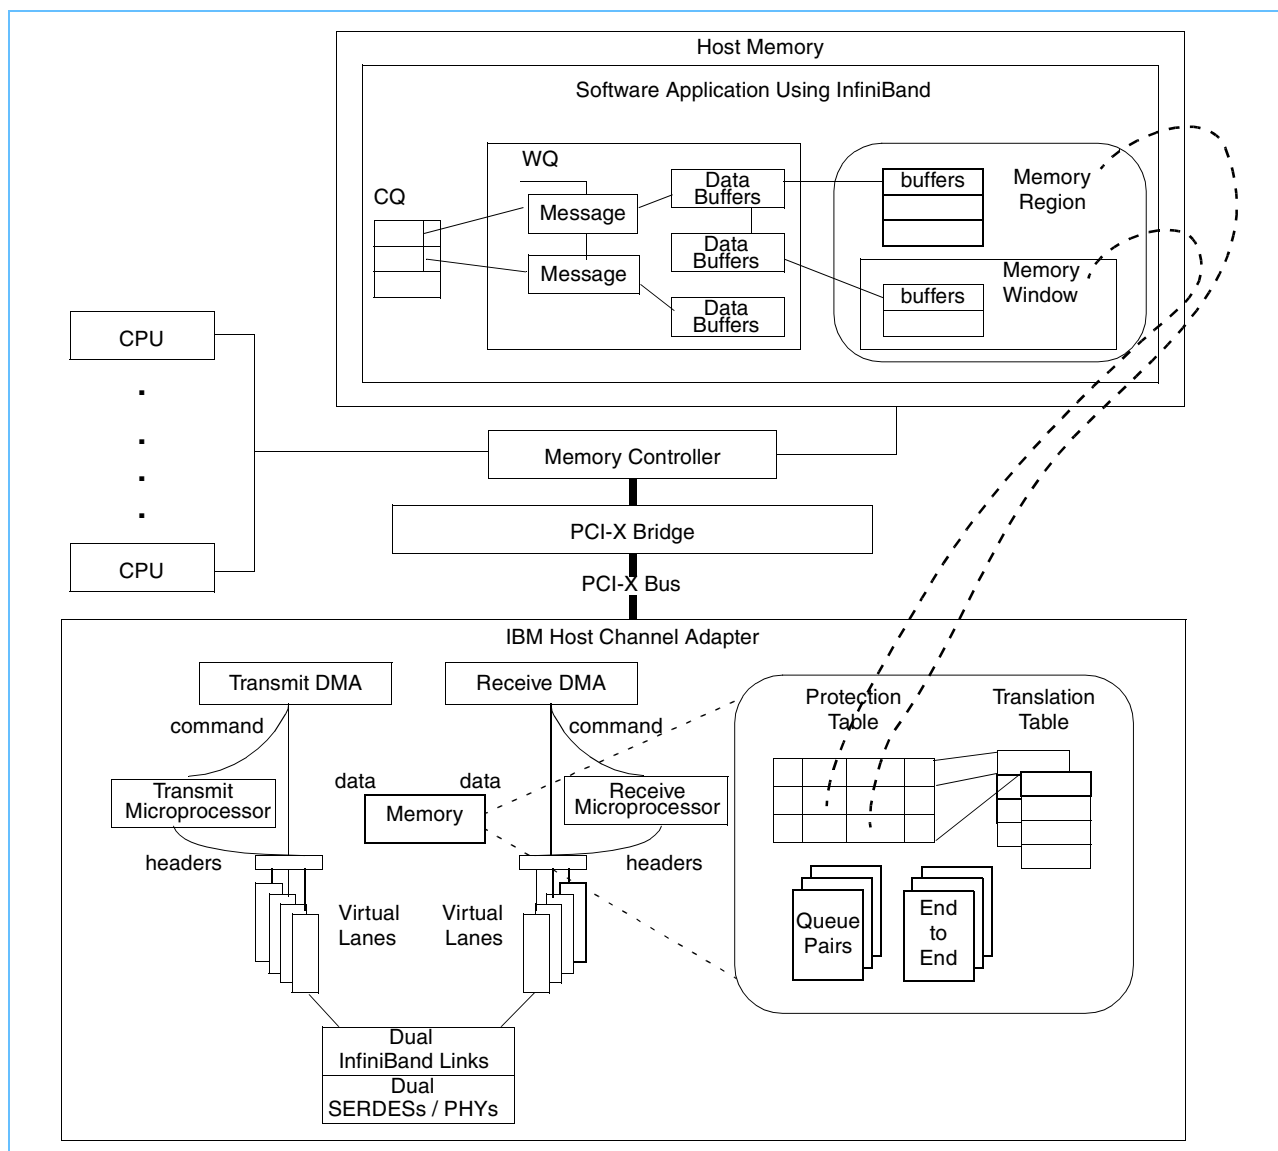 Host Memory
Software Application Using InfiniBand
WQ
CQ
Message
Message
Data
Buffers
Data
Buffers
Data
Buffers
buffers
Memory
Region
Memory
Window
buffers
CPU
CPU
Memory Controller
PCI-X Bridge
PCI-X Bus
IBM Host Channel Adapter
Transmit DMA
Receive DMA
command
command
data
data
Transmit
Microprocessor
Memory
Receive
Microprocessor
headers
headers
Virtual
Lanes
Virtual
Lanes
Dual
InfiniBand Links
Dual
SERDESs / PHYs
Protection
Table
Translation
Table
Queue
Pairs
End
to
End